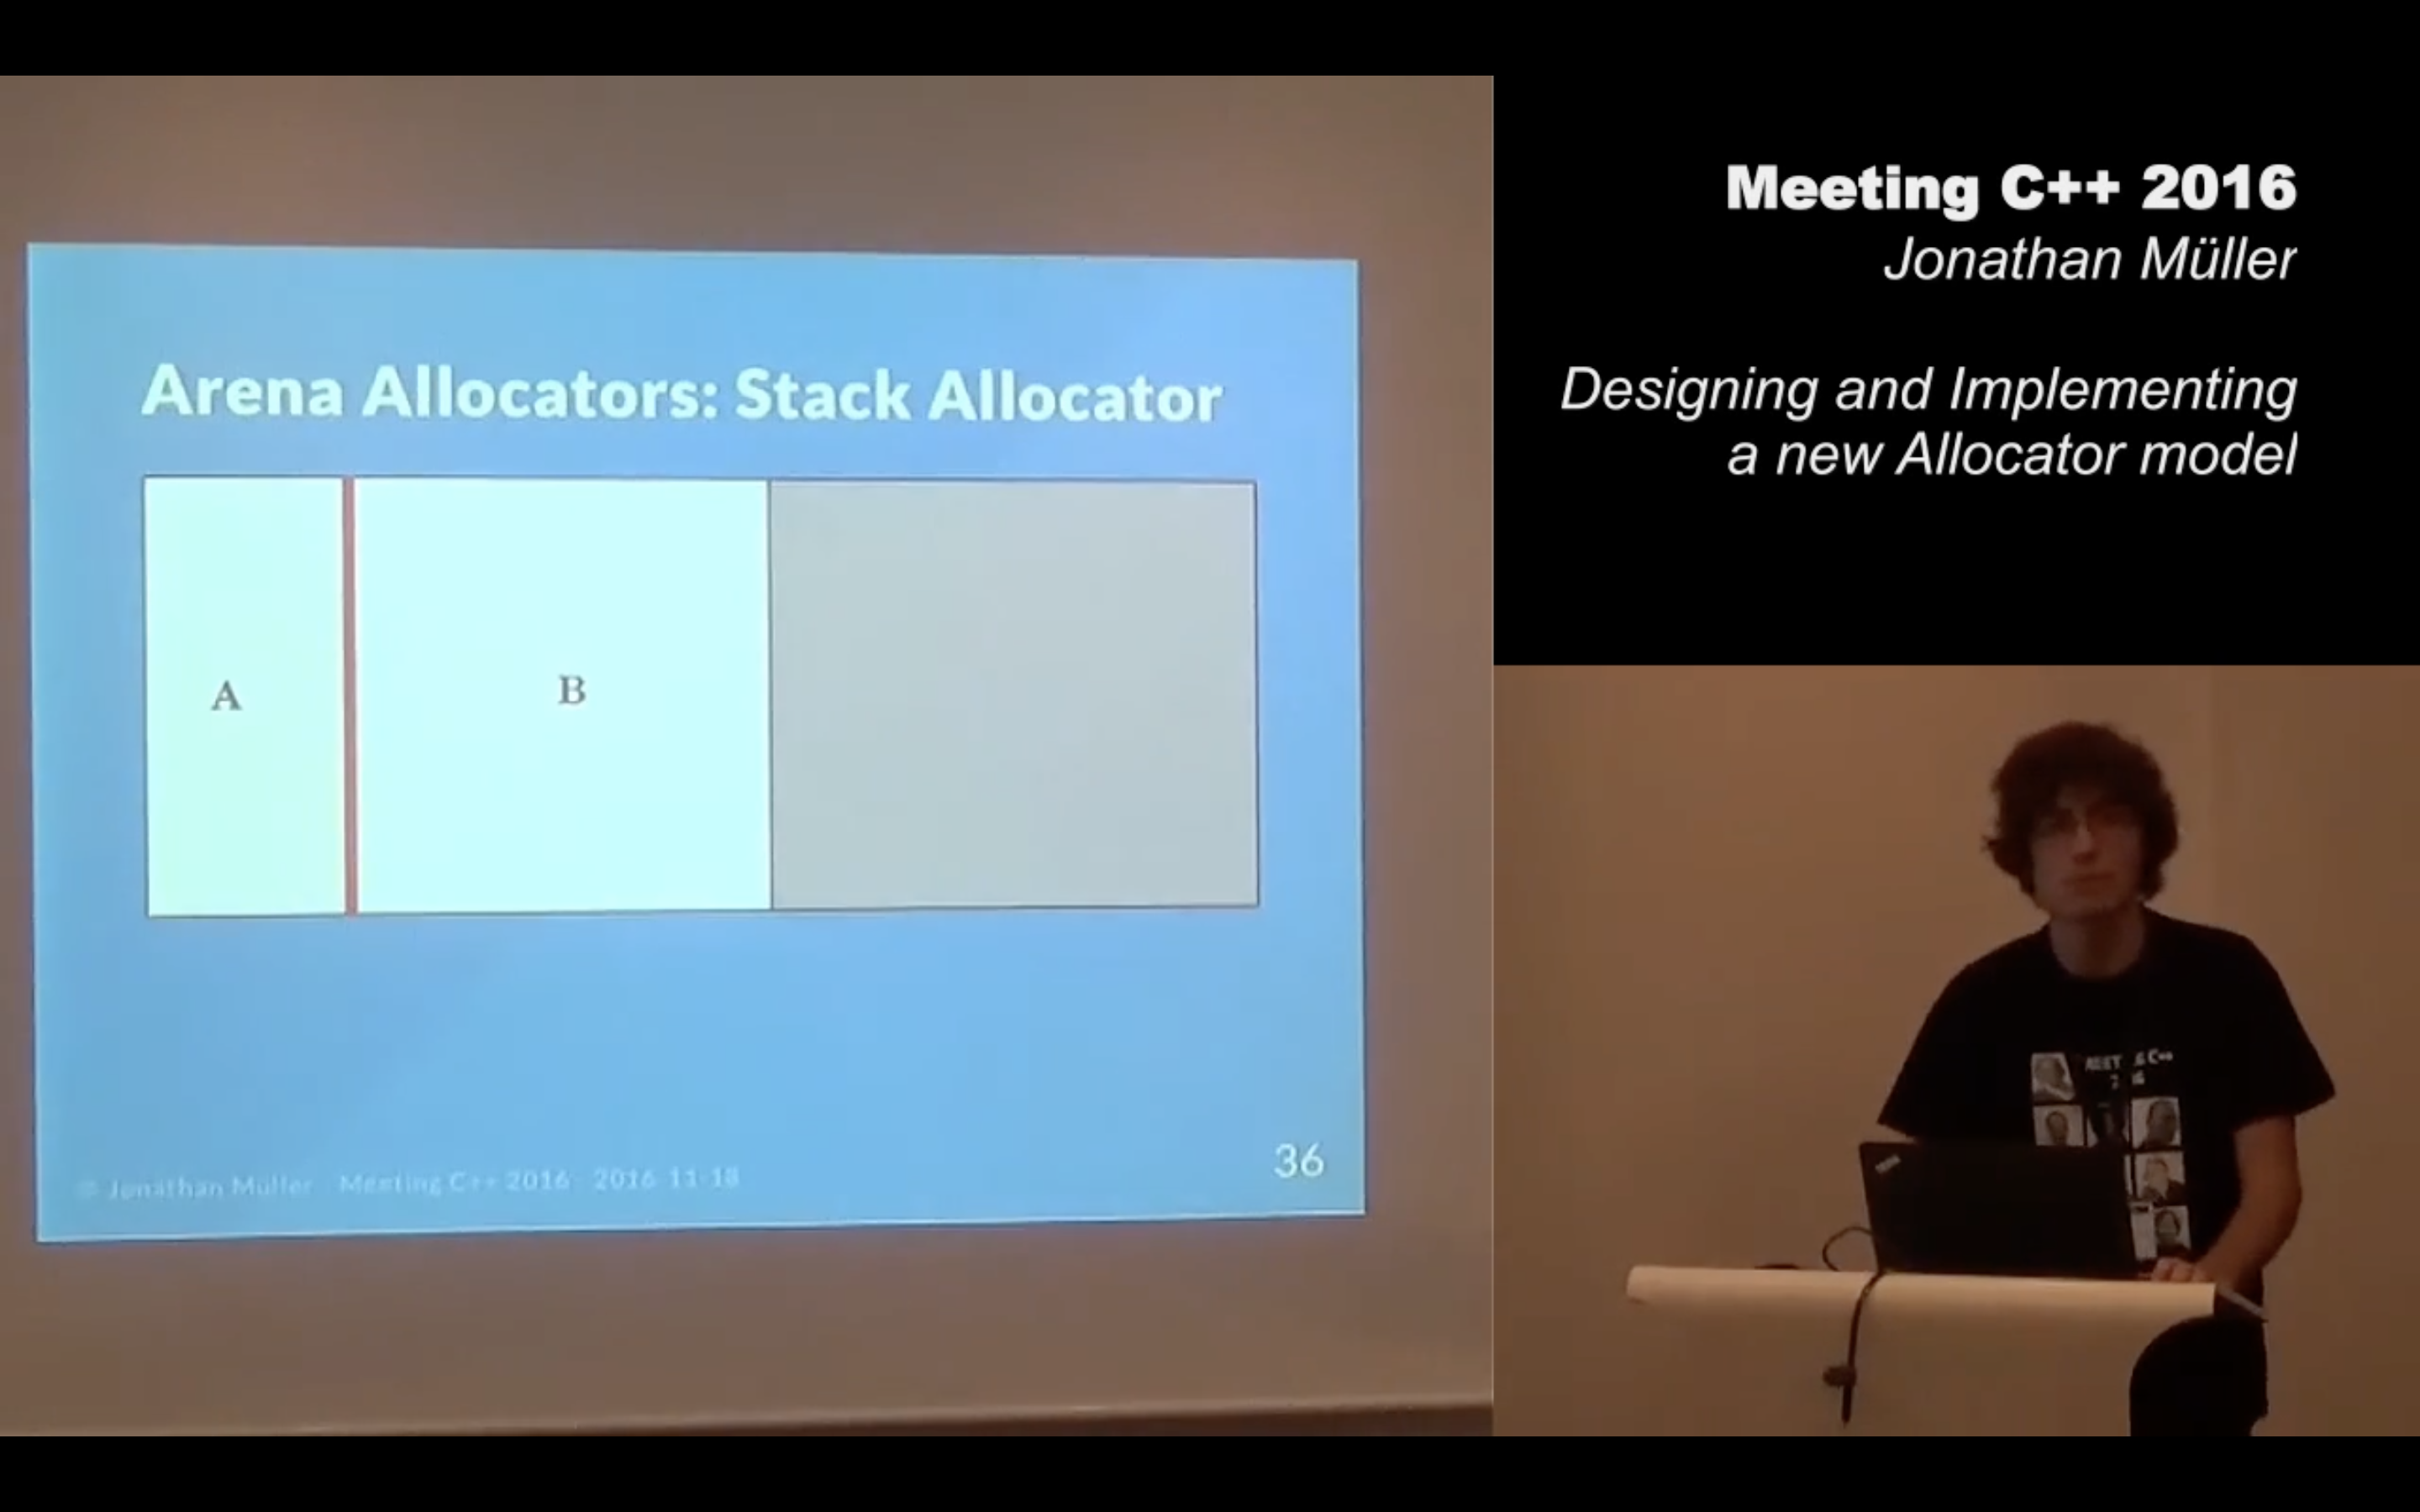 Arena Allocators: Stack Allocator
A
B
© Jonathan Müller Meeting C++ 2016 2016-11-18
36
Meeting C++ 2016
Jonathan Müller
Designing and Implementing
a new Allocator model